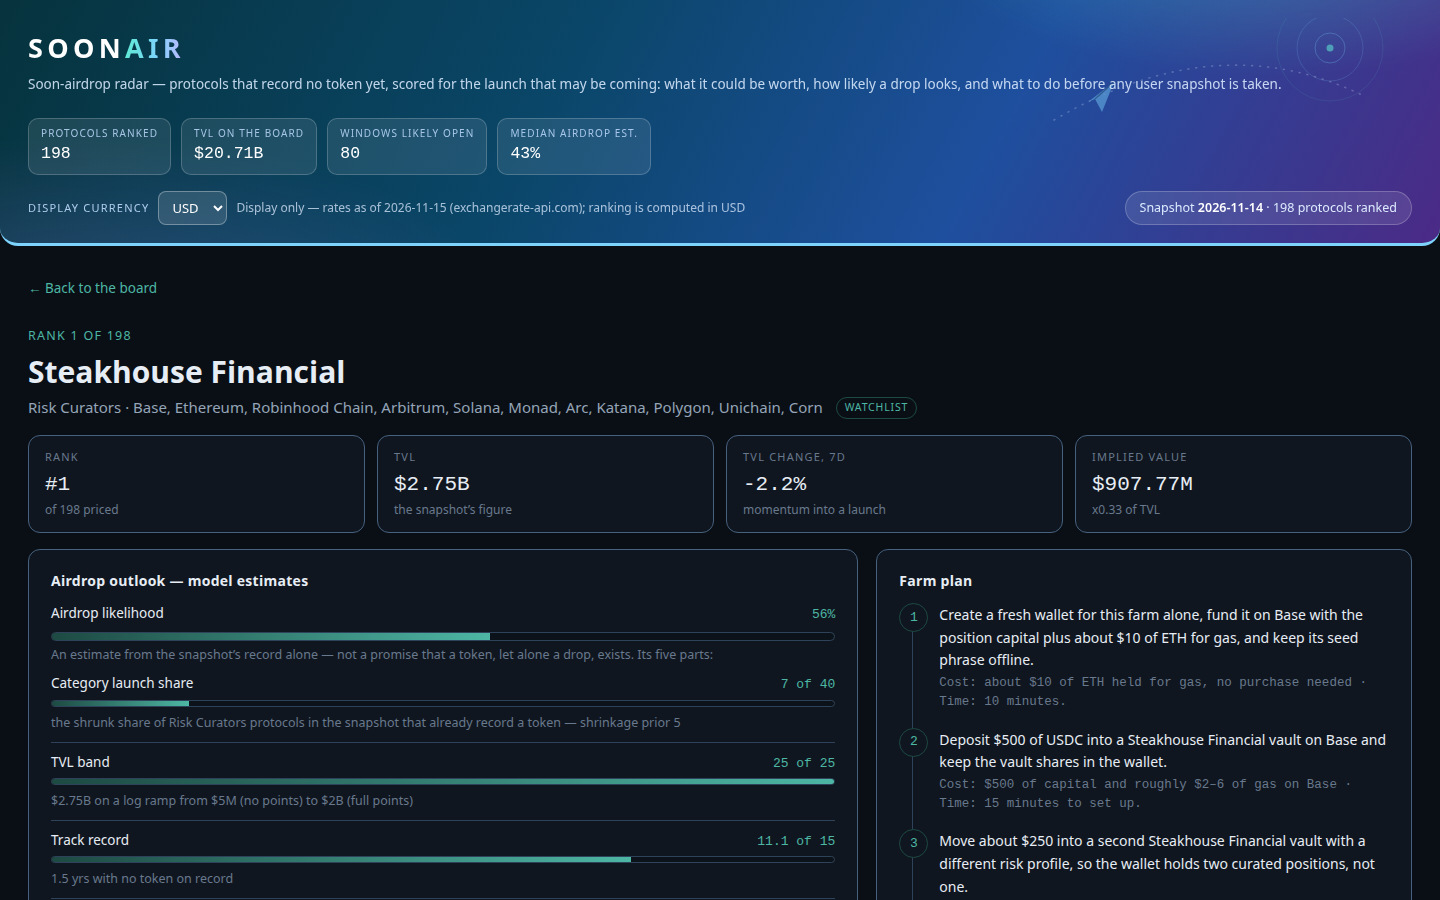 SOONAIR
Soon-airdrop radar — protocols that record no token yet, scored for the launch that may be coming: what it could be worth, how likely a drop looks, and what to do before any user snapshot is taken.
PROTOCOLS RANKED
198
TVL ON THE BOARD
$20.71B
WINDOWS LIKELY OPEN
80
MEDIAN AIRDROP EST.
43%
DISPLAY CURRENCY
USD
Display only — rates as of 2026-11-15 (exchangerate-api.com); ranking is computed in USD
Snapshot 2026-11-14 · 198 protocols ranked
← Back to the board
RANK 1 OF 198
Steakhouse Financial
Risk Curators · Base, Ethereum, Robinhood Chain, Arbitrum, Solana, Monad, Arc, Katana, Polygon, Unichain, Corn
WATCHLIST
RANK
#1
of 198 priced
TVL
$2.75B
the snapshot’s figure
TVL CHANGE, 7D
-2.2%
momentum into a launch
IMPLIED VALUE
$907.77M
x0.33 of TVL
Airdrop outlook — model estimates
Airdrop likelihood
56%
An estimate from the snapshot’s record alone — not a promise that a token, let alone a drop, exists. Its five parts:
Category launch share
7 of 40
the shrunk share of Risk Curators protocols in the snapshot that already record a token — shrinkage prior 5
TVL band
25 of 25
$2.75B on a log ramp from $5M (no points) to $2B (full points)
Track record
11.1 of 15
1.5 yrs with no token on record
Farm plan
1
Create a fresh wallet for this farm alone, fund it on Base with the
position capital plus about $10 of ETH for gas, and keep its seed
phrase offline.
Cost: about $10 of ETH held for gas, no purchase needed ·
Time: 10 minutes.
2
Deposit $500 of USDC into a Steakhouse Financial vault on Base and
keep the vault shares in the wallet.
Cost: $500 of capital and roughly $2–6 of gas on Base ·
Time: 15 minutes to set up.
3
Move about $250 into a second Steakhouse Financial vault with a
different risk profile, so the wallet holds two curated positions, not
one.